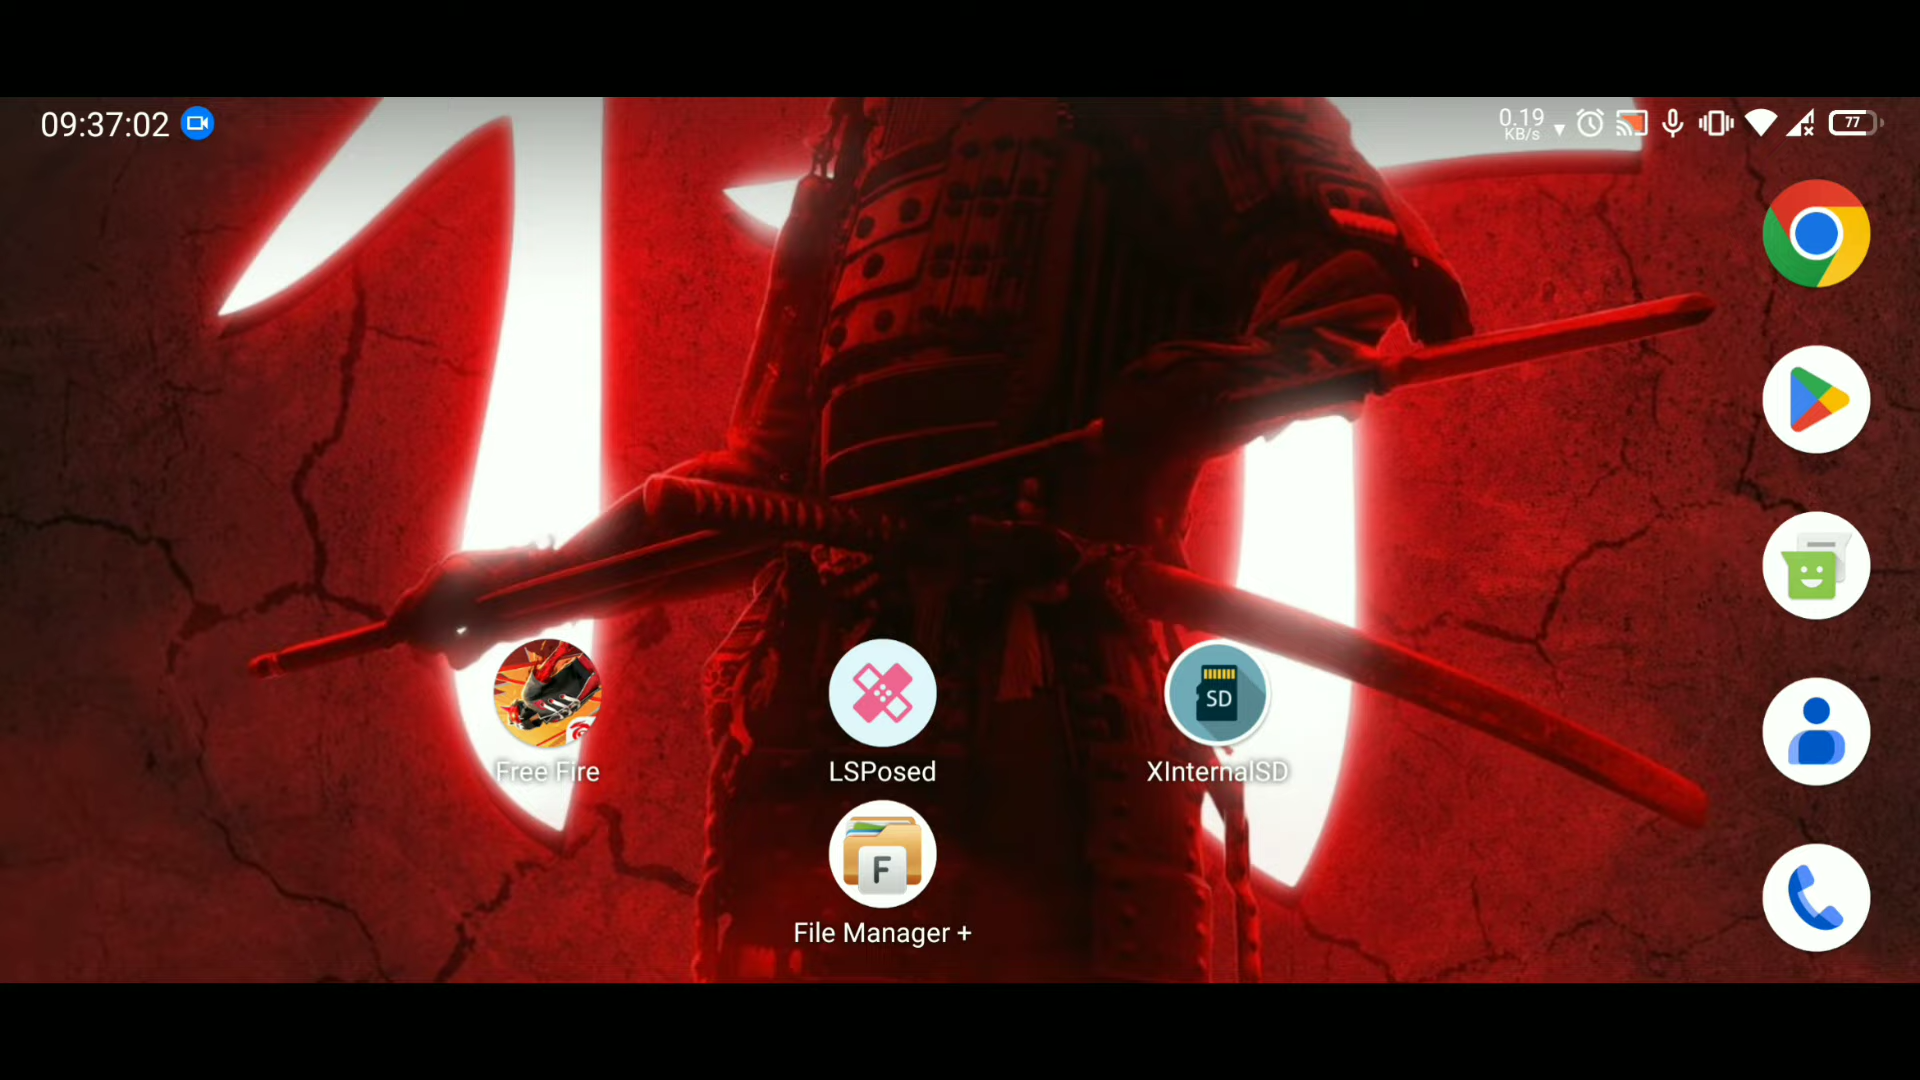 09:37:02
0.19
KB/s
77
SD
Free Fire
LSPosed
XInternalSD
F
File Manager +